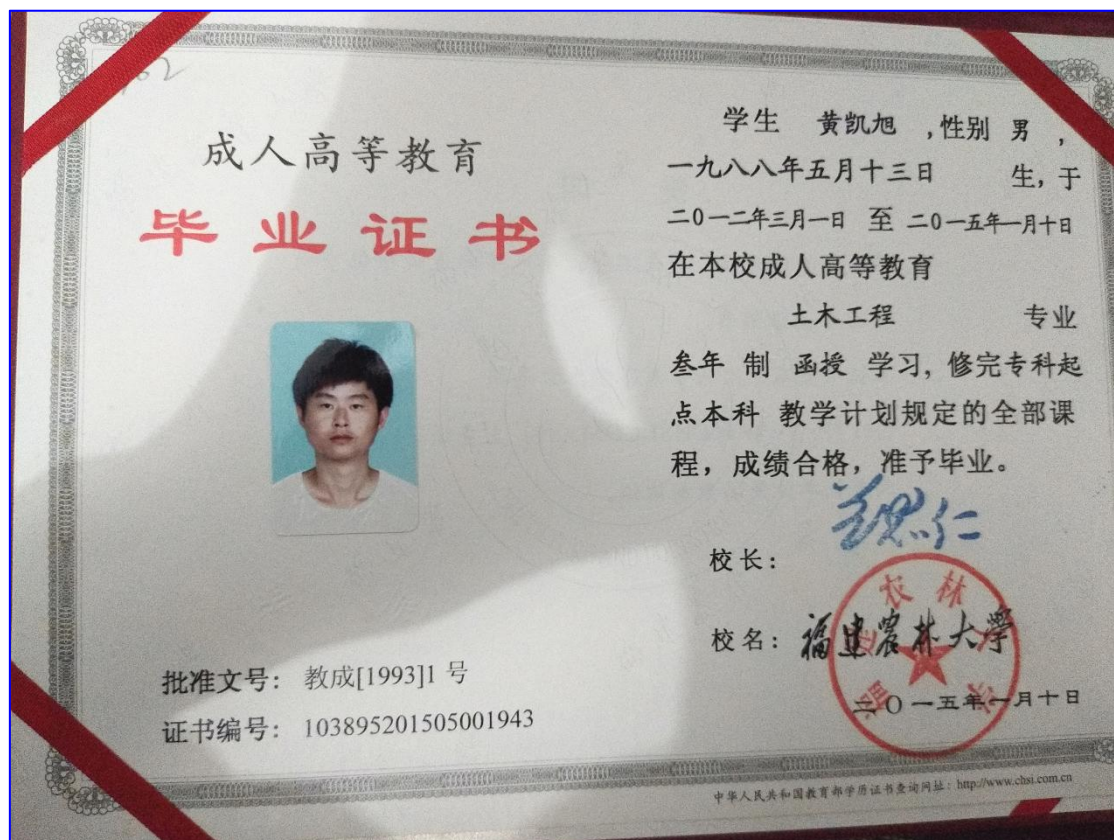 成人高等教育
毕业证书
批准文号: 教成[1993]1 号
证书编号: 103895201505001943
学生 黄凯旭 ,性别 男 ,
一九八八年五月十三日 生, 于
二0一二年三月一日 至 二0一五年一月十日
在本校成人高等教育
土木工程 专业
叁年 制 函授 学习, 修完专科起
点本科 教学计划规定的全部课
程, 成绩合格, 准予毕业。
校长:
校名: 福建农林大學
二0一五年一月十日
中华人民共和国教育部学历证书查询网址: http://www.chsi.com.cn